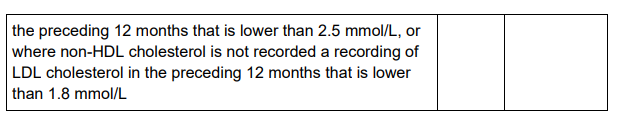 the preceding 12 months that is lower than 2.5 mmol/L, or
where non-HDL cholesterol is not recorded a recording of
LDL cholesterol in the preceding 12 months that is lower
than 1.8 mmol/L